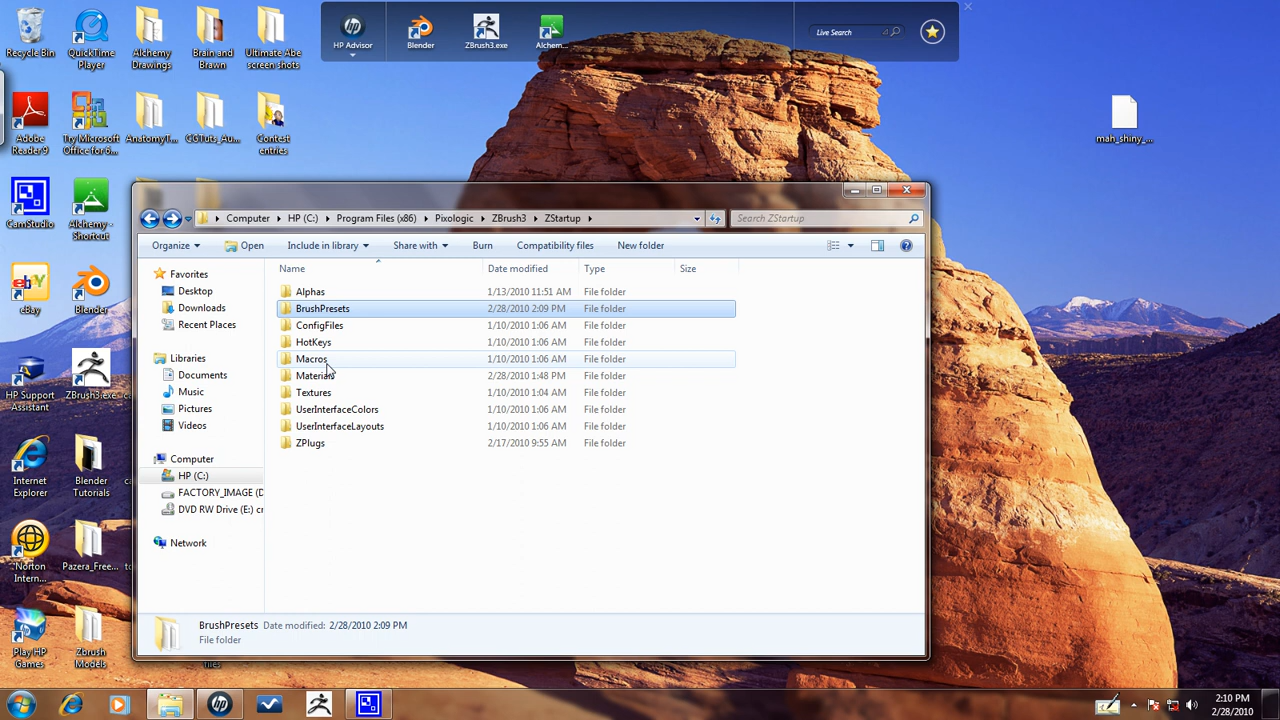 HP Advisor
Blender
ZBrush3.exe
Alchem...
Live Search
Recycle Bin
QuickTime Player
Alchemy Drawings
Brain and Brawn
Ultimate Abe screen shots
Adobe Reader 9
Try Microsoft Office for 6...
AnatomyT...
CGTuts_Au...
Contest entries
mah_shiny_...
CamStudio
Alchemy - Shortcut
eBay
Blender
HP Support Assistant
ZBrush3.exe
Internet Explorer
Blender Tutorials
Norton Intern...
Pazera_Free...
Play HP Games
Zbrush Models
files
Computer HP (C:) Program Files (x86) Pixologic ZBrush3 ZStartup
Search ZStartup
Organize Open Include in library Share with Burn Compatibility files New folder
Favorites
Desktop
Downloads
Recent Places
Libraries
Documents
Music
Pictures
Videos
Computer
HP (C:)
FACTORY_IMAGE (D
DVD RW Drive (E:) cr
Network
Name Date modified Type Size
Alphas 1/13/2010 11:51 AM File folder
BrushPresets 2/28/2010 2:09 PM File folder
ConfigFiles 1/10/2010 1:06 AM File folder
HotKeys 1/10/2010 1:06 AM File folder
Macros 1/10/2010 1:06 AM File folder
Materials 2/28/2010 1:48 PM File folder
Textures 1/10/2010 1:04 AM File folder
UserInterfaceColors 1/10/2010 1:06 AM File folder
UserInterfaceLayouts 1/10/2010 1:06 AM File folder
ZPlugs 2/17/2010 9:55 AM File folder
BrushPresets Date modified: 2/28/2010 2:09 PM
File folder
2:10 PM
2/28/2010